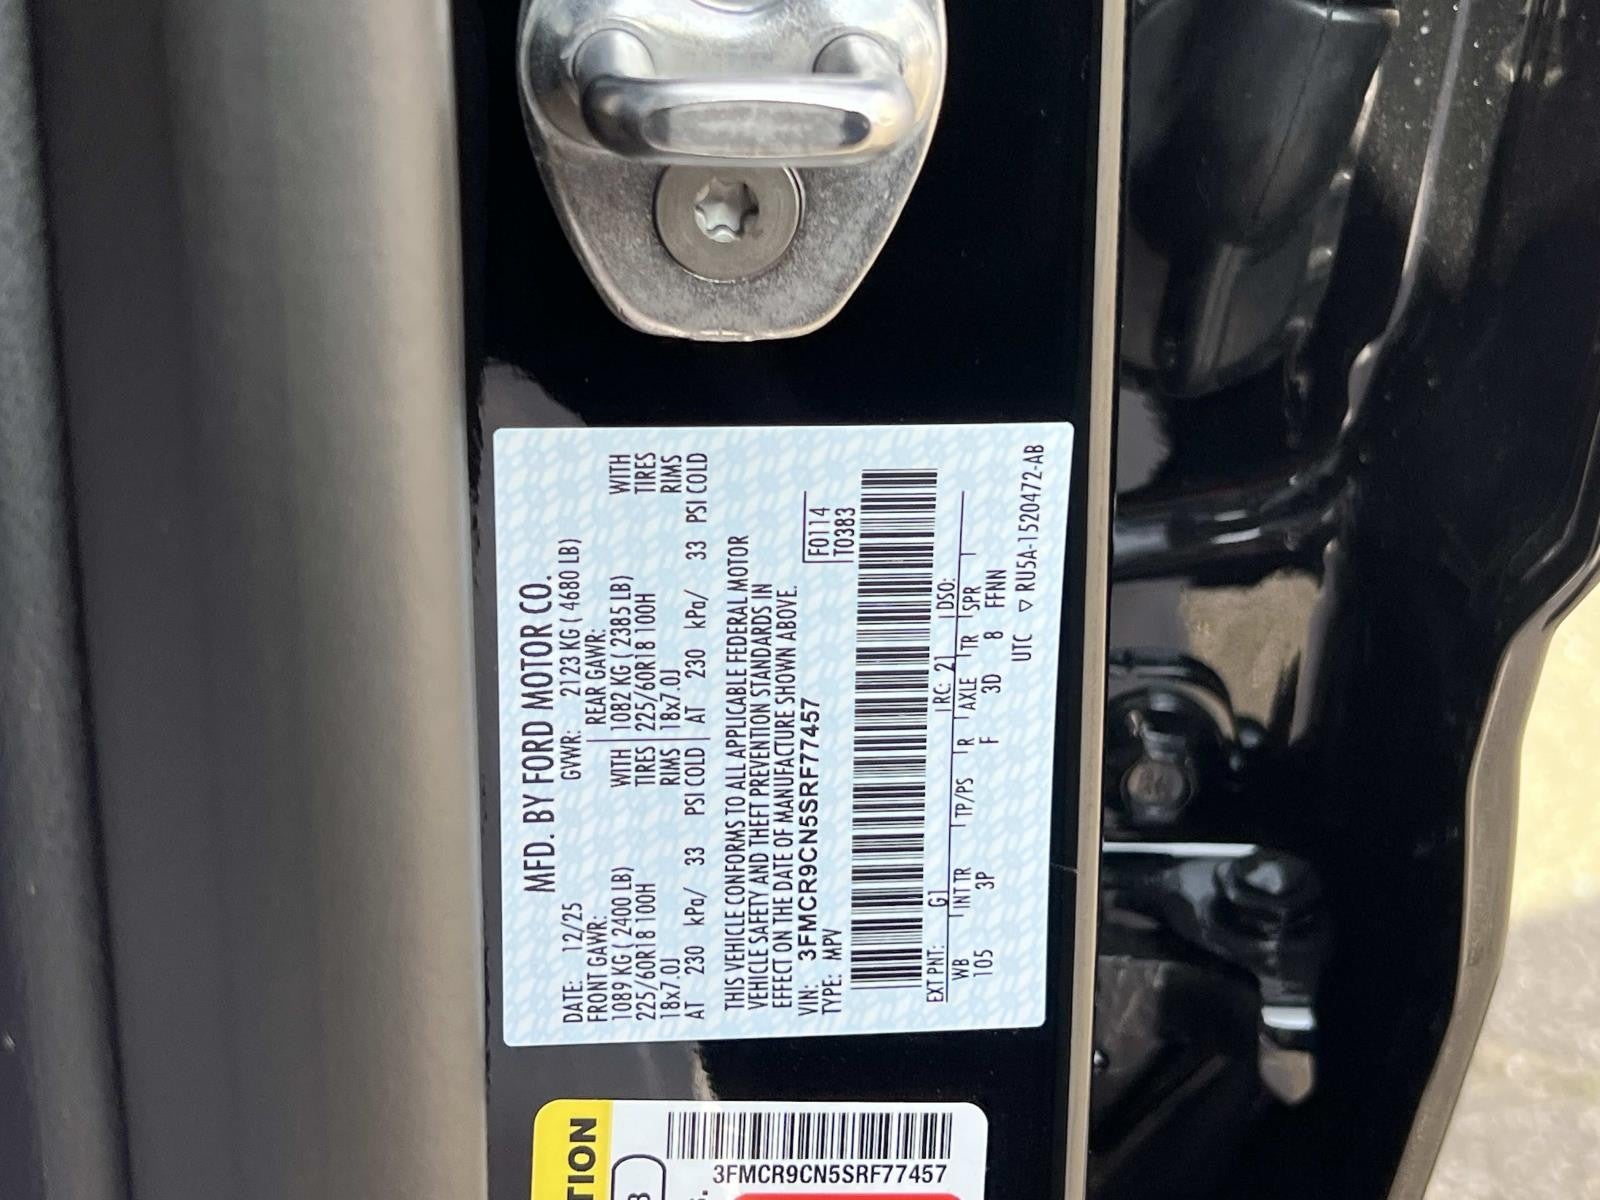 MFD. BY FORD MOTOR CO.
DATE: 12/25 GVWR: 2123 KG ( 4680 LB)
FRONT GAWR: REAR GAWR:
1089 KG ( 2400 LB) WITH 1082 KG ( 2385 LB) WITH
225/60R18 100H TIRES 225/60R18 100H TIRES
18x7.0J RIMS 18x7.0J RIMS
AT 230 kPa/ 33 PSI COLD AT 230 kPa/ 33 PSI COLD
THIS VEHICLE CONFORMS TO ALL APPLICABLE FEDERAL MOTOR
VEHICLE SAFETY AND THEFT PREVENTION STANDARDS IN
EFFECT ON THE DATE OF MANUFACTURE SHOWN ABOVE.
VIN: 3FMCR9CN5SRF77457 F0114
TYPE: MPV T0383
EXT PNT: G1 RC: 21 DSO:
WB INT TR TP/PS R AXLE TR SPR
105 3P F 3D 8 FFNN
UTC ▽ RU5A-1520472-AB
TION
3FMCR9CN5SRF77457